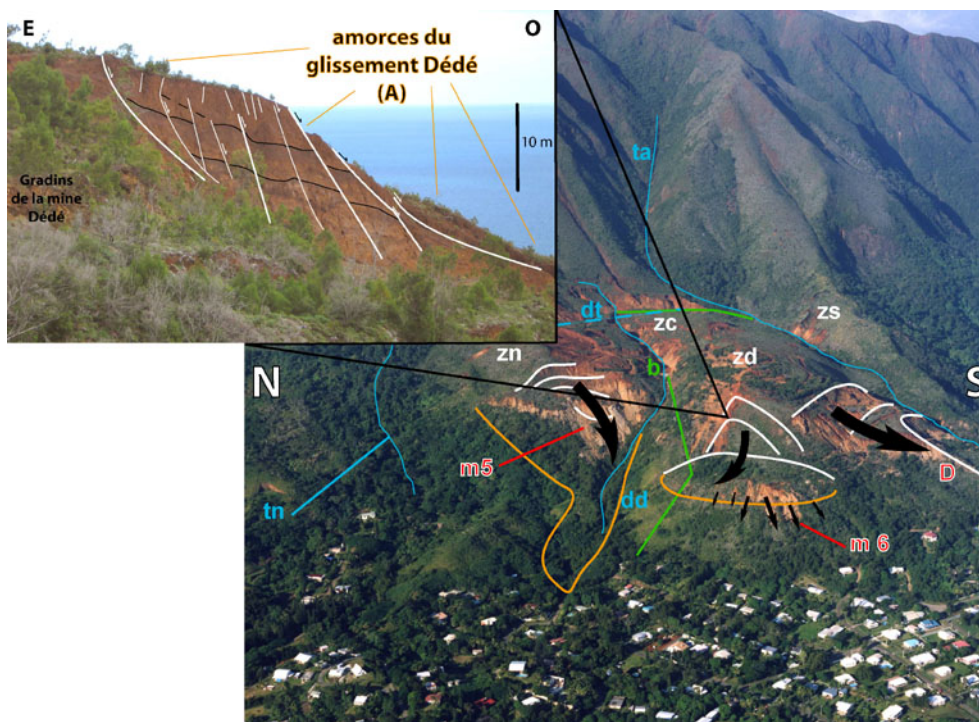 E
O
amorces du
glissement Dédé
(A)
10 m
Gradins
de la mine
Dédé
ta
dt
zc
zs
zn
zd
N
b
S
m5
D
tn
dd
m 6